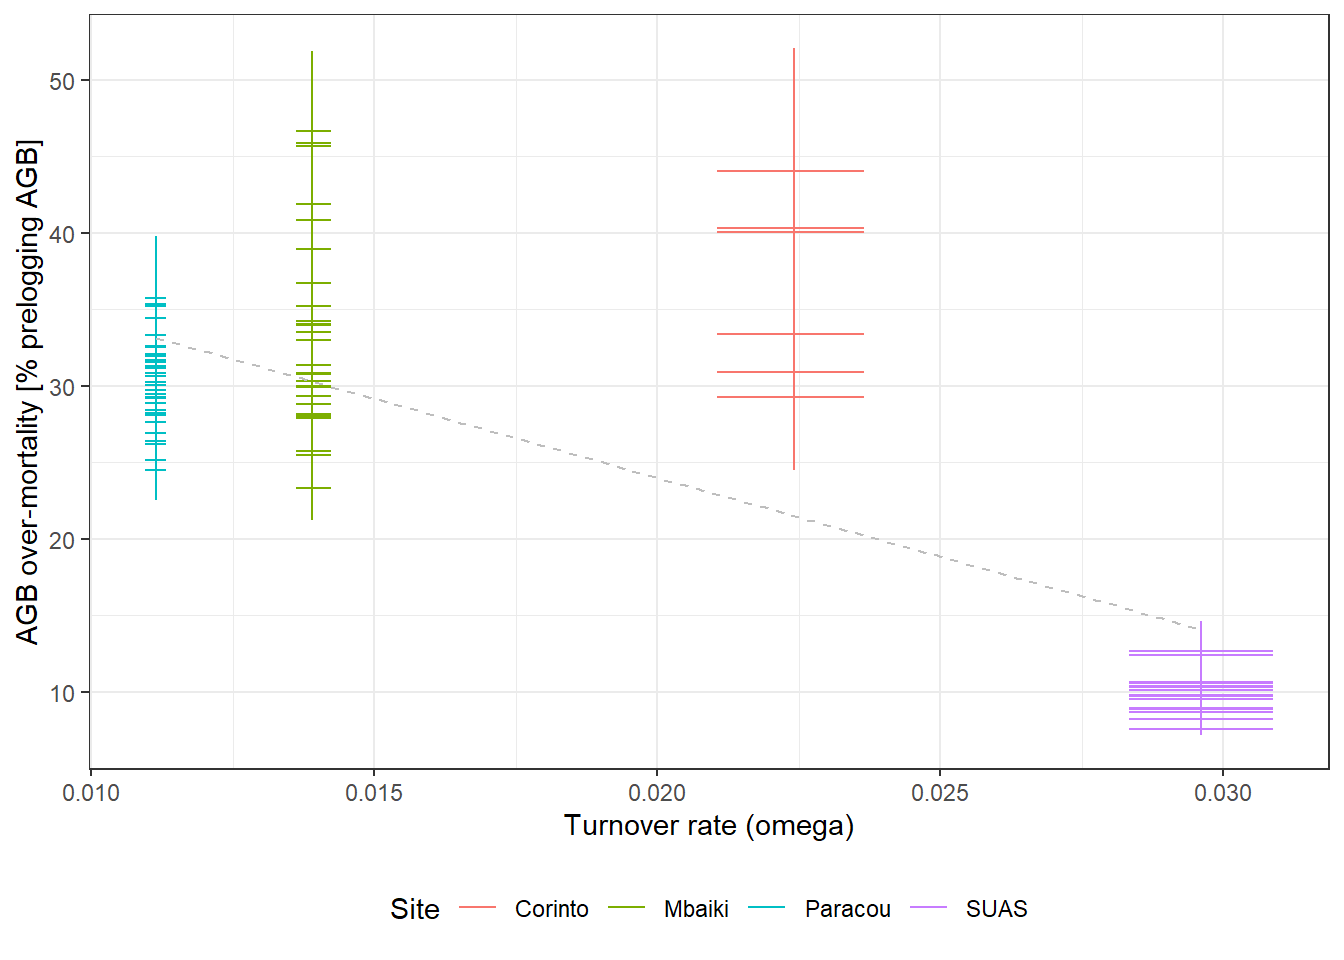 AGB over-mortality [% prelogging AGB]
50
40
30
20
10
0.010 0.015 0.020 0.025 0.030
Turnover rate (omega)
Site Corinto Mbaiki Paracou SUAS